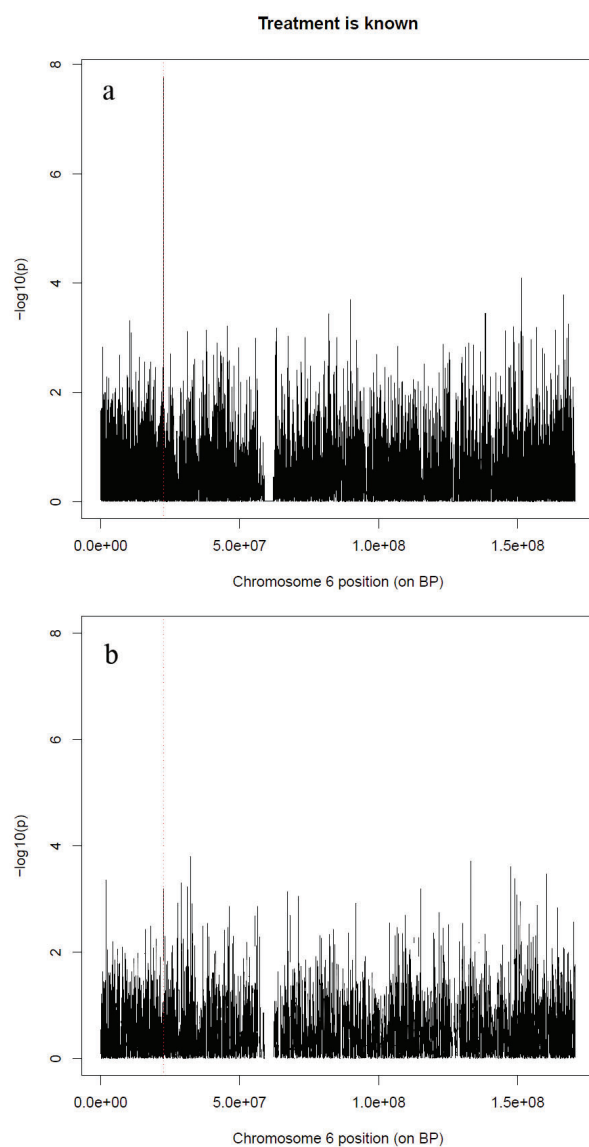 Treatment is known
a
8
6
4
2
0
−log10(p)
0.0e+00 5.0e+07 1.0e+08 1.5e+08
Chromosome 6 position (on BP)
b
8
6
4
2
0
−log10(p)
0.0e+00 5.0e+07 1.0e+08 1.5e+08
Chromosome 6 position (on BP)